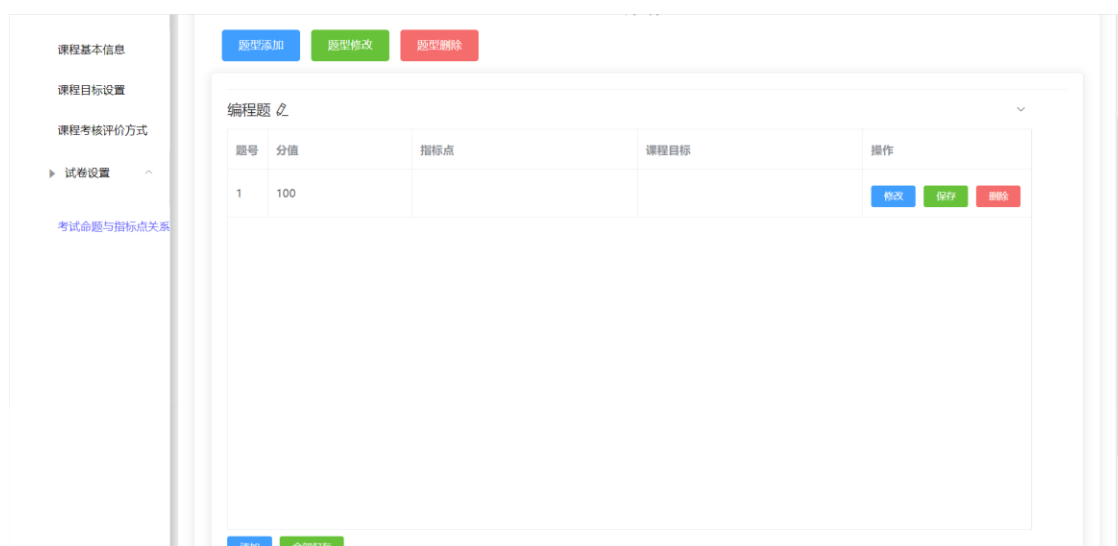 课程基本信息
课程目标设置
课程考核评价方式
试卷设置
考试命题与指标点关系
题型添加 题型修改 题型删除
编程题
题号 分值 指标点 课程目标 操作
1 100 修改 保存 删除